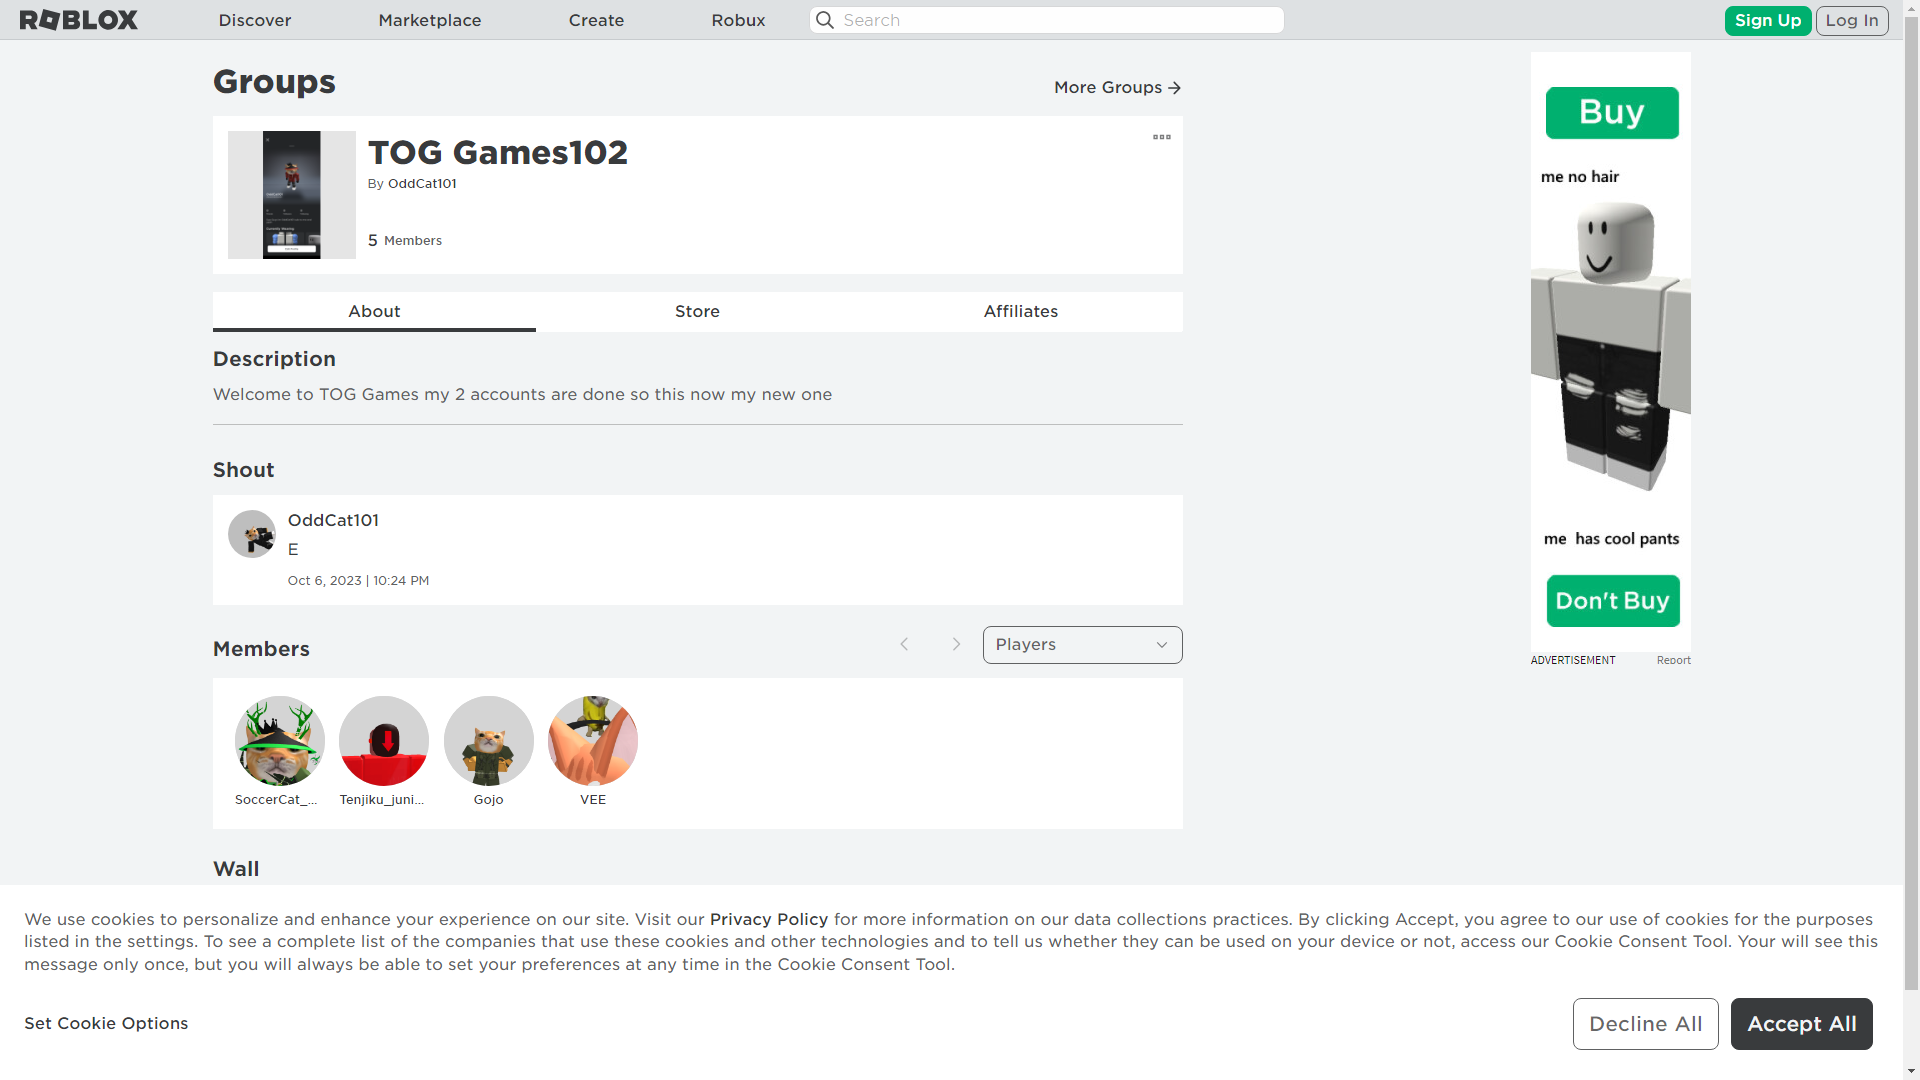 ROBLOX
Discover
Marketplace
Create
Robux
Search
Sign Up
Log In
Groups
More Groups
TOG Games102
By OddCat101
5 Members
About
Store
Affiliates
Description
Welcome to TOG Games my 2 accounts are done so this now my new one
Shout
OddCat101
E
Oct 6, 2023 | 10:24 PM
Members
Players
SoccerCat_...
Tenjiku_juni...
Gojo
VEE
Wall
Buy
me no hair
me has cool pants
Don't Buy
ADVERTISEMENT
Report
We use cookies to personalize and enhance your experience on our site. Visit our Privacy Policy for more information on our data collections practices. By clicking Accept, you agree to our use of cookies for the purposes
listed in the settings. To see a complete list of the companies that use these cookies and other technologies and to tell us whether they can be used on your device or not, access our Cookie Consent Tool. Your will see this
message only once, but you will always be able to set your preferences at any time in the Cookie Consent Tool.
Set Cookie Options
Decline All
Accept All